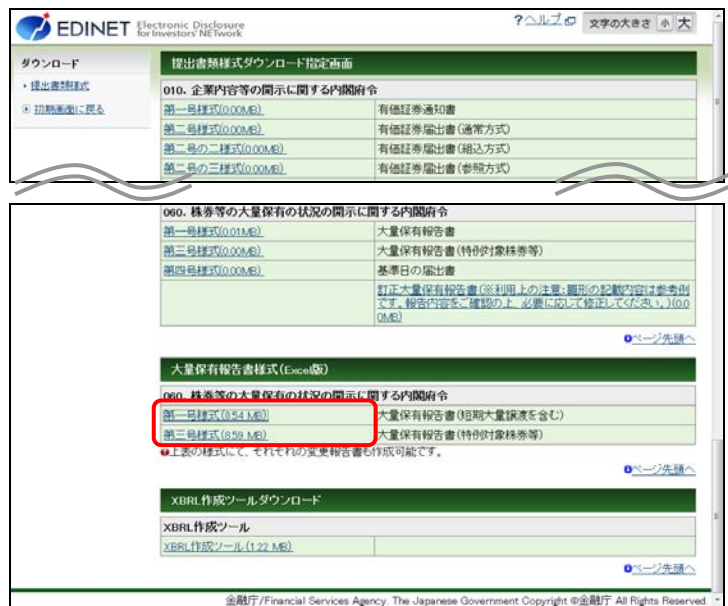 EDINET Electronic Disclosure for Investors' NETwork
?ヘルプ 文字の大きさ 小 大
ダウンロード
・提出書類様式
初期画面に戻る
提出書類様式ダウンロード指定画面
010. 企業内容等の開示に関する内閣府令
第一号様式(0.00MB) 有価証券通知書
第二号様式(0.00MB) 有価証券届出書(通常方式)
第二号の二様式(0.00MB) 有価証券届出書(組込方式)
第二号の三様式(0.00MB) 有価証券届出書(参照方式)
060. 株券等の大量保有の状況の開示に関する内閣府令
第一号様式(0.01MB) 大量保有報告書
第三号様式(0.00MB) 大量保有報告書(特例対象株券等)
第四号様式(0.00MB) 基準日の届出書
訂正大量保有報告書(※利用上の注意:雛形の記載内容は参考例
です。報告内容をご確認の上、必要に応じて修正してください。)(0.0
0MB)
ページ先頭へ
大量保有報告書様式(Excel版)
060. 株券等の大量保有の状況の開示に関する内閣府令
第一号様式(8.54 MB) 大量保有報告書(短期大量譲渡を含む)
第三号様式(8.59 MB) 大量保有報告書(特例対象株券等)
上表の様式にて、それぞれの変更報告書も作成可能です。
ページ先頭へ
XBRL作成ツールダウンロード
XBRL作成ツール
XBRL作成ツール(1.22 MB)
ページ先頭へ
金融庁/Financial Services Agency. The Japanese Government Copyright ©金融庁 All Rights Reserved.